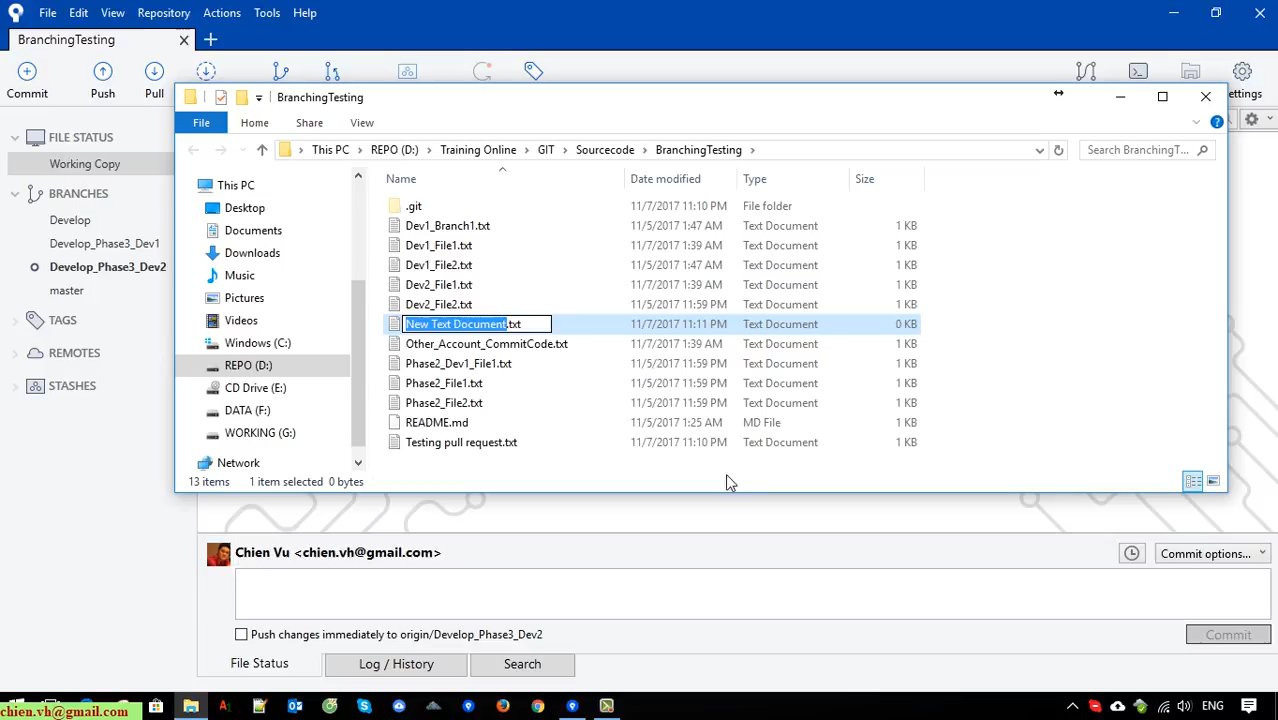 File Edit View Repository Actions Tools Help
BranchingTesting
Commit Push Pull
BranchingTesting
File Home Share View
This PC REPO (D:) Training Online GIT Sourcecode BranchingTesting Search BranchingT...
FILE STATUS
Working Copy
BRANCHES
Develop
Develop_Phase3_Dev1
Develop_Phase3_Dev2
master
TAGS
REMOTES
STASHES
This PC
Desktop
Documents
Downloads
Music
Pictures
Videos
Windows (C:)
REPO (D:)
CD Drive (E:)
DATA (F:)
WORKING (G:)
Network
Name Date modified Type Size
.git 11/7/2017 11:10 PM File folder
Dev1_Branch1.txt 11/5/2017 1:47 AM Text Document 1 KB
Dev1_File1.txt 11/7/2017 1:39 AM Text Document 1 KB
Dev1_File2.txt 11/5/2017 1:47 AM Text Document 1 KB
Dev2_File1.txt 11/7/2017 1:39 AM Text Document 1 KB
Dev2_File2.txt 11/5/2017 11:59 PM Text Document 1 KB
New Text Document.txt 11/7/2017 11:11 PM Text Document 0 KB
Other_Account_CommitCode.txt 11/7/2017 1:39 AM Text Document 1 KB
Phase2_Dev1_File1.txt 11/5/2017 11:59 PM Text Document 1 KB
Phase2_File1.txt 11/5/2017 11:59 PM Text Document 1 KB
Phase2_File2.txt 11/5/2017 11:59 PM Text Document 1 KB
README.md 11/5/2017 1:25 AM MD File 1 KB
Testing pull request.txt 11/7/2017 11:10 PM Text Document 1 KB
13 items 1 item selected 0 bytes
Chien Vu <chien.vh@gmail.com>
Commit options...
Push changes immediately to origin/Develop_Phase3_Dev2
Commit
File Status Log / History Search
chien.vh@gmail.com
ENG